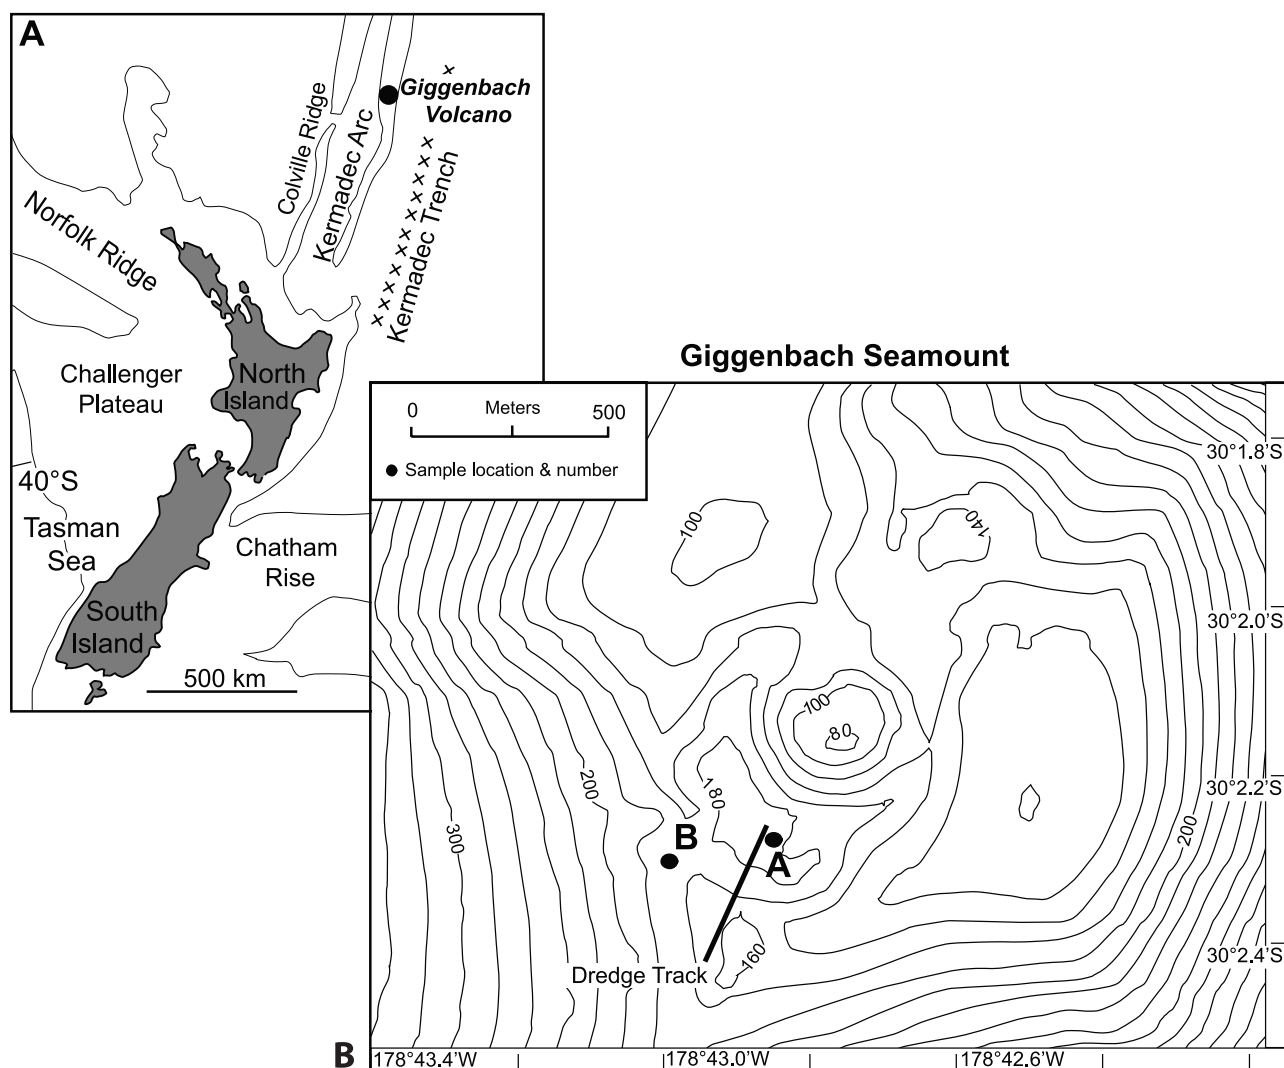 A
Giggenbach
Volcano
Colville Ridge
Kermadec Arc
Kermadec Trench
Norfolk Ridge
Challenger
Plateau
North
Island
40°S
Tasman
Sea
Chatham
Rise
South
Island
500 km
Giggenbach Seamount
0 Meters 500
Sample location & number
30°1.8'S
100
140
30°2.0'S
100
80
200
180
30°2.2'S
300
B
A
200
160
30°2.4'S
Dredge Track
B
178°43.4'W
178°43.0'W
178°42.6'W